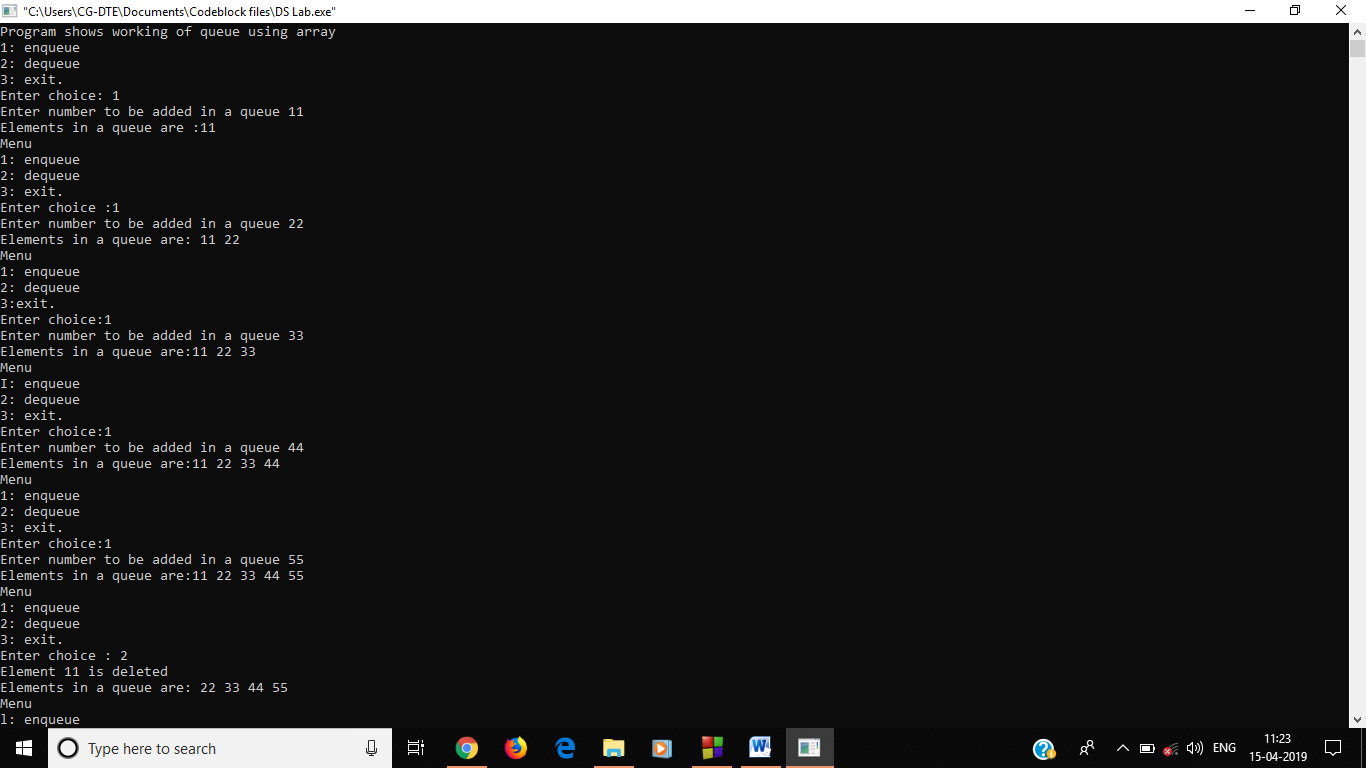 "C:\Users\CG-DTE\Documents\Codeblock files\DS Lab.exe"
Program shows working of queue using array
1: enqueue
2: dequeue
3: exit.
Enter choice: 1
Enter number to be added in a queue 11
Elements in a queue are :11
Menu
1: enqueue
2: dequeue
3: exit.
Enter choice :1
Enter number to be added in a queue 22
Elements in a queue are: 11 22
Menu
1: enqueue
2: dequeue
3:exit.
Enter choice:1
Enter number to be added in a queue 33
Elements in a queue are:11 22 33
Menu
I: enqueue
2: dequeue
3: exit.
Enter choice:1
Enter number to be added in a queue 44
Elements in a queue are:11 22 33 44
Menu
1: enqueue
2: dequeue
3: exit.
Enter choice:1
Enter number to be added in a queue 55
Elements in a queue are:11 22 33 44 55
Menu
1: enqueue
2: dequeue
3: exit.
Enter choice : 2
Element 11 is deleted
Elements in a queue are: 22 33 44 55
Menu
l: enqueue
Type here to search
ENG
11:23
15-04-2019